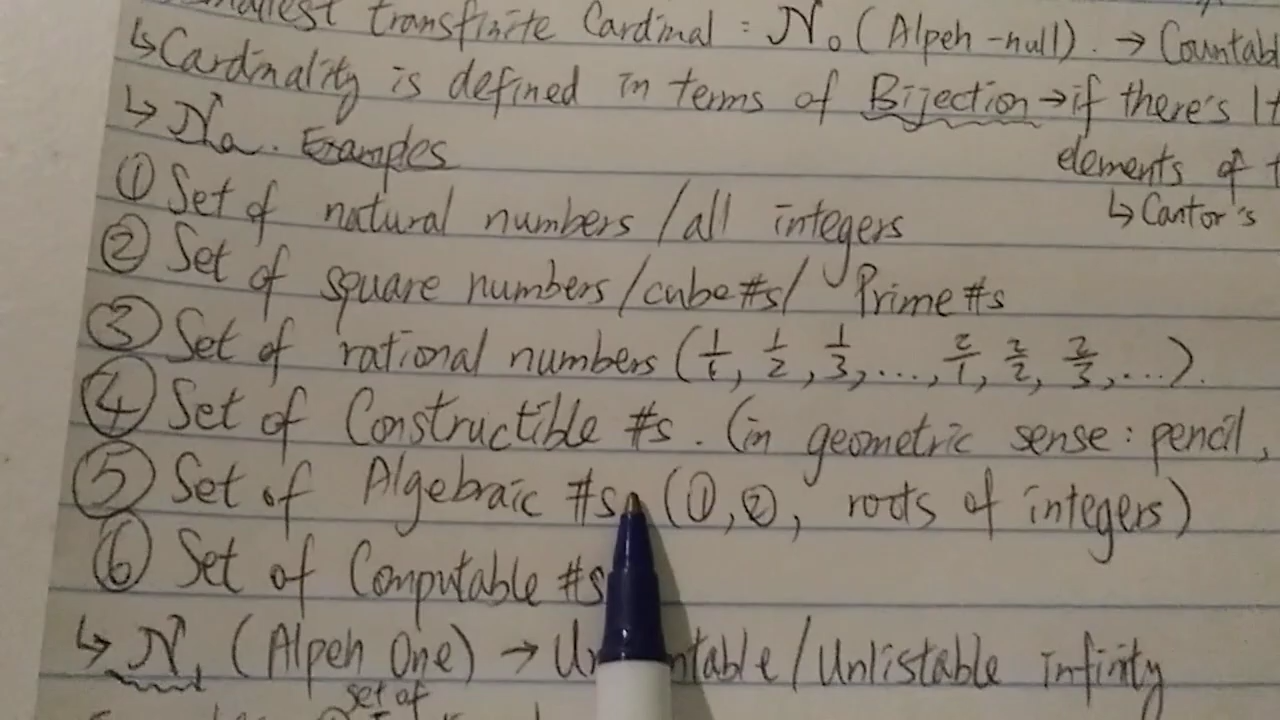 smallest transfinite Cardinal : ℵ₀ (Alpeh-null). → Countabl
↳ Cardinality is defined in terms of Bijection → if there's 1t
elements of t
↳ Cantor's
↳ ℵ₀. Examples
① Set of natural numbers / all integers
② Set of square numbers / cube #s / Prime #s
③ Set of rational numbers (1/1, 1/2, 1/3, ..., 2/1, 2/2, 2/3, ...).
④ Set of Constructible #s. (in geometric sense : pencil,
⑤ Set of Algebraic #s (①, ②, roots of integers)
⑥ Set of Computable #s
↳ ℵ₁ (Alpeh One) → Un ntable / Unlistable infinity
set of